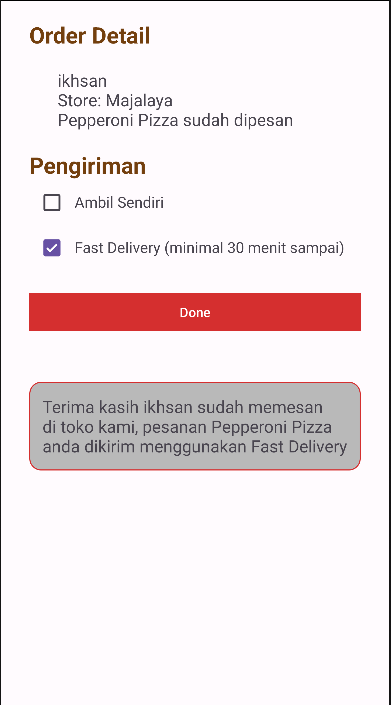 Order Detail
ikhsan
Store: Majalaya
Pepperoni Pizza sudah dipesan
Pengiriman
Ambil Sendiri
Fast Delivery (minimal 30 menit sampai)
Done
Terima kasih ikhsan sudah memesan
di toko kami, pesanan Pepperoni Pizza
anda dikirim menggunakan Fast Delivery